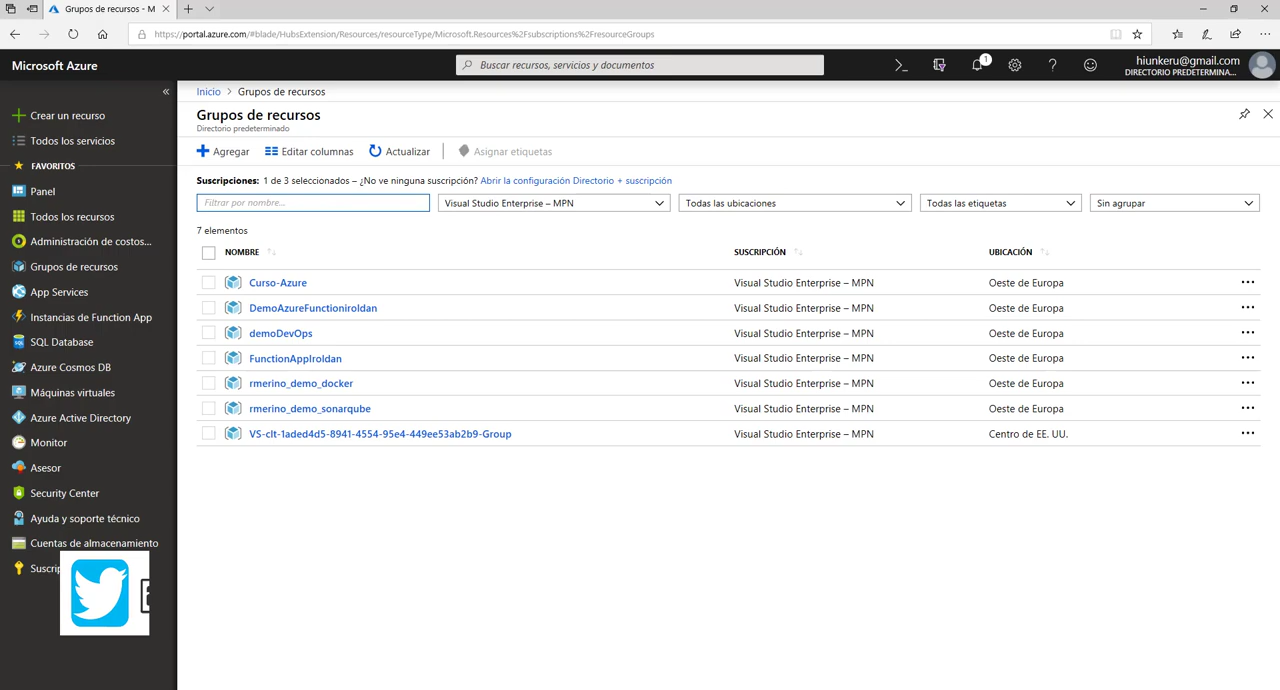 Grupos de recursos - M
https://portal.azure.com/#blade/HubsExtension/Resources/resourceType/Microsoft.Resources%2Fsubscriptions%2FresourceGroups
Microsoft Azure
Buscar recursos, servicios y documentos
1
hiunkeru@gmail.com
DIRECTORIO PREDETERMINA...
Crear un recurso
Todos los servicios
FAVORITOS
Panel
Todos los recursos
Administración de costos...
Grupos de recursos
App Services
Instancias de Function App
SQL Database
Azure Cosmos DB
Máquinas virtuales
Azure Active Directory
Monitor
Asesor
Security Center
Ayuda y soporte técnico
Cuentas de almacenamiento
Inicio > Grupos de recursos
Grupos de recursos
Directorio predeterminado
Agregar Editar columnas Actualizar Asignar etiquetas
Suscripciones: 1 de 3 seleccionados – ¿No ve ninguna suscripción? Abrir la configuración Directorio + suscripción
Filtrar por nombre... Visual Studio Enterprise – MPN Todas las ubicaciones Todas las etiquetas Sin agrupar
7 elementos
NOMBRE SUSCRIPCIÓN UBICACIÓN
Curso-Azure Visual Studio Enterprise – MPN Oeste de Europa
DemoAzureFunctioniroldan Visual Studio Enterprise – MPN Oeste de Europa
demoDevOps Visual Studio Enterprise – MPN Oeste de Europa
FunctionAppIroldan Visual Studio Enterprise – MPN Oeste de Europa
rmerino_demo_docker Visual Studio Enterprise – MPN Oeste de Europa
rmerino_demo_sonarqube Visual Studio Enterprise – MPN Oeste de Europa
VS-clt-1aded4d5-8941-4554-95e4-449ee53ab2b9-Group Visual Studio Enterprise – MPN Centro de EE. UU.